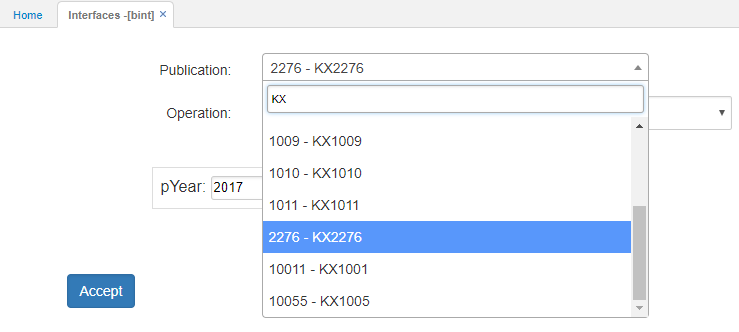 Home
Interfaces -[bint] ×
Publication:
2276 - KX2276
KX
Operation:
1009 - KX1009
1010 - KX1010
1011 - KX1011
pYear: 2017
2276 - KX2276
10011 - KX1001
10055 - KX1005
Accept